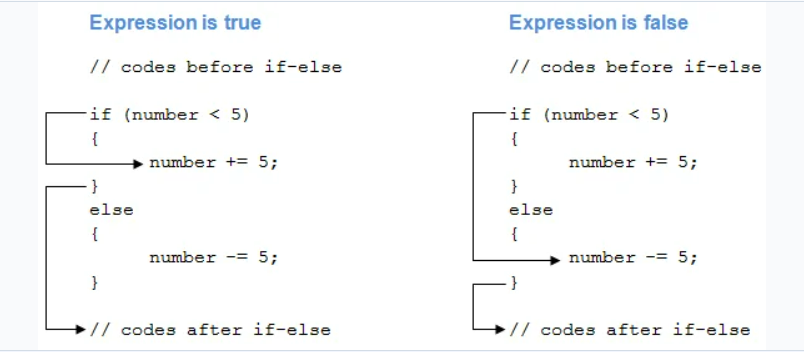 Expression is true
// codes before if-else
if (number < 5)
{
number += 5;
}
else
{
number -= 5;
}
// codes after if-else
Expression is false
// codes before if-else
if (number < 5)
{
number += 5;
}
else
{
number -= 5;
}
// codes after if-else